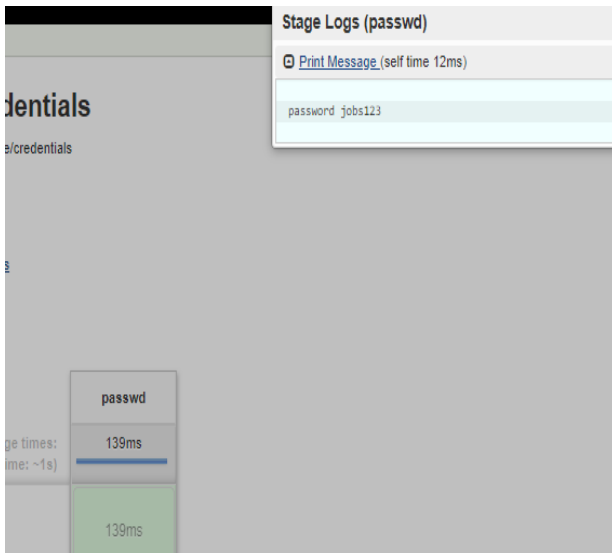 Stage Logs (passwd)
Print Message (self time 12ms)
password jobs123
dentials
e/credentials
s
passwd
ge times:
139ms
ime: ~1s)
139ms